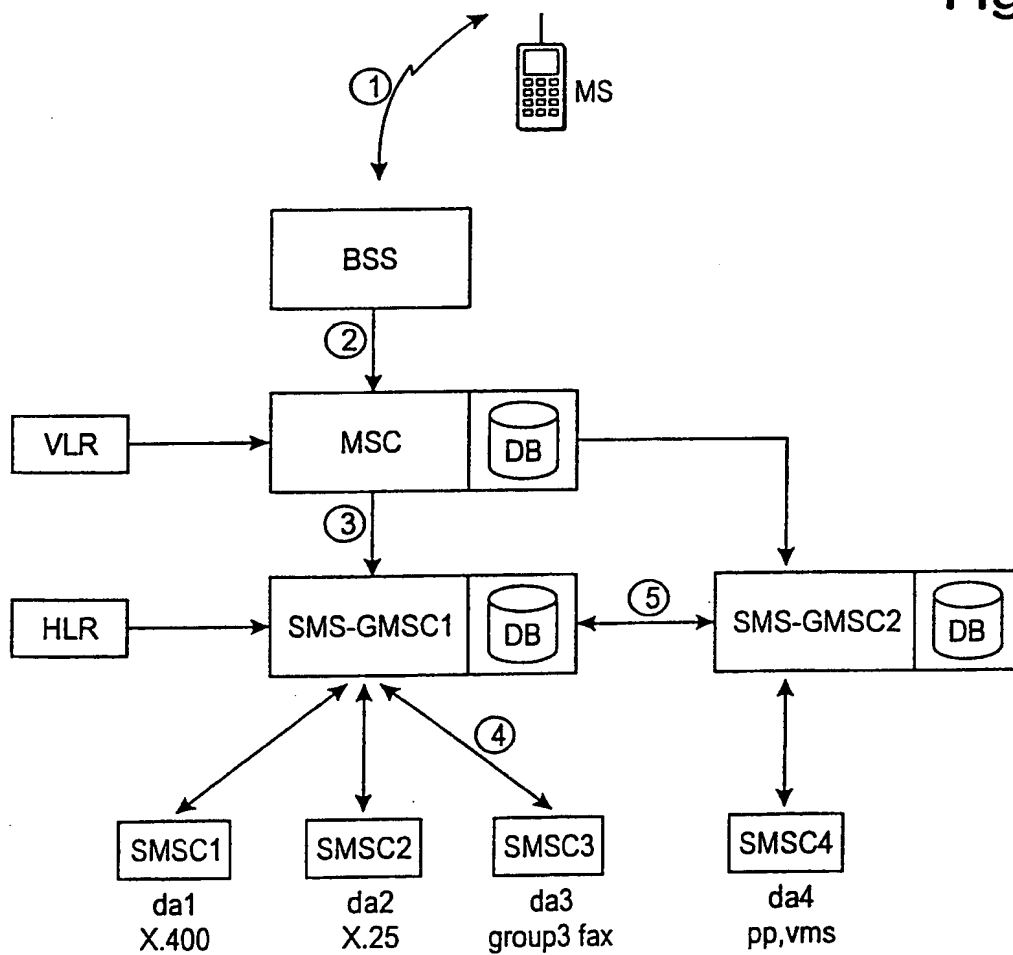 Fig
1
MS
BSS
2
VLR
MSC
DB
3
HLR
SMS-GMSC1
DB
5
SMS-GMSC2
DB
4
SMSC1
SMSC2
SMSC3
SMSC4
da1
da2
da3
da4
X.400
X.25
group3 fax
pp,vms